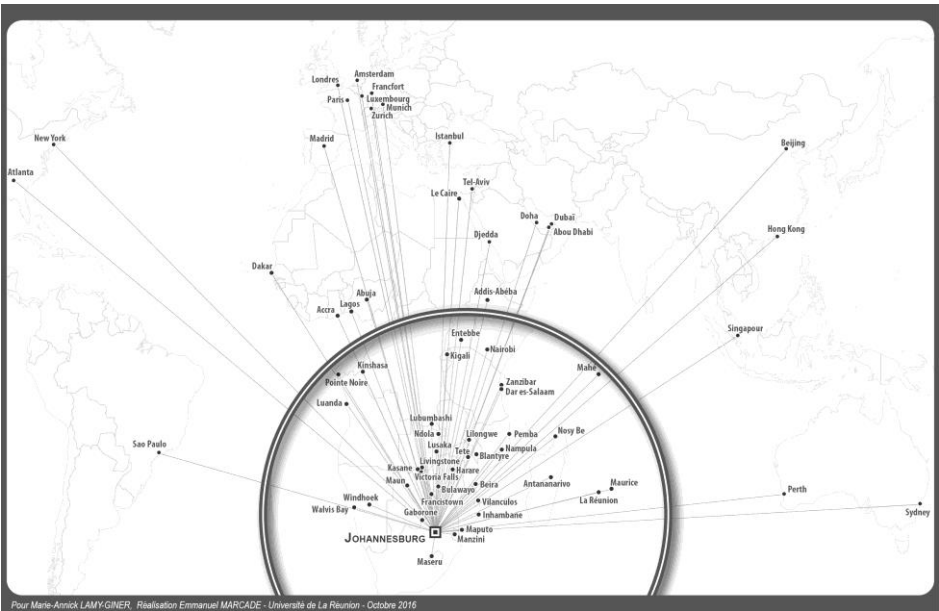 Amsterdam
Londres
Francfort
Luxembourg
Paris
Munich
Zurich
New York
Madrid
Istanbul
Beijing
Atlanta
Tel-Aviv
Le Caire
Doha
Dubaï
Abou Dhabi
Hong Kong
Djedda
Dakar
Abuja
Addis-Abéba
Lagos
Accra
Singapour
Entebbe
Nairobi
Kigali
Kinshasa
Mahé
Pointe Noire
Zanzibar
Dar es-Salaam
Luanda
Lubumbashi
Ndola
Lilongwe
Pemba
Nosy Be
Sao Paulo
Lusaka
Tete
Nampula
Blantyre
Livingstone
Kasane
Harare
Victoria Falls
Maun
Antananarivo
Beira
Bulawayo
Maurice
Perth
Windhoek
Francistown
La Réunion
Vilanculos
Walvis Bay
Gaborone
Inhambane
Sydney
Maputo
JOHANNESBURG
Manzini
Maseru
Pour Marie-Annick LAMY-GINER, Réalisation Emmanuel MARCADE - Université de La Réunion - Octobre 2016